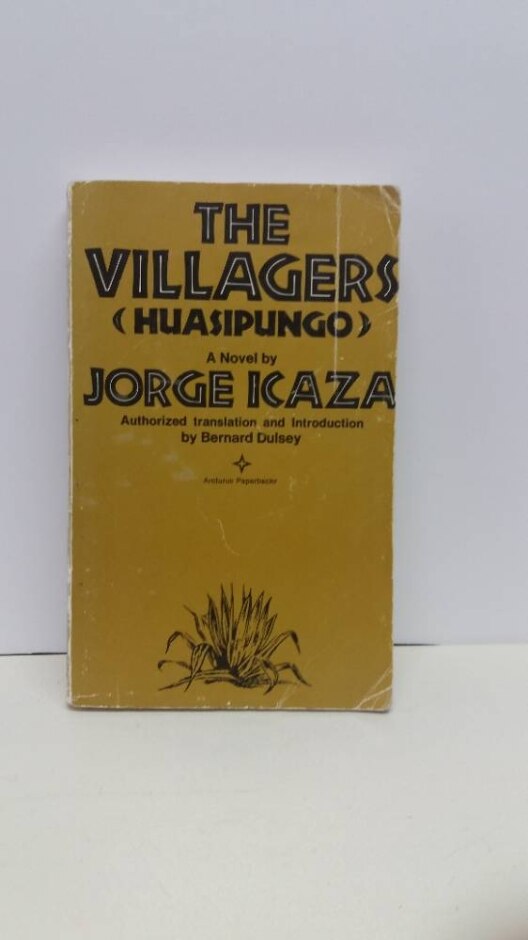 THE
VILLAGERS
(HUASIPUNGO)
A Novel by
JORGE ICAZA
Authorized translation and Introduction
by Bernard Dulsey
Arcturus Paperbacks